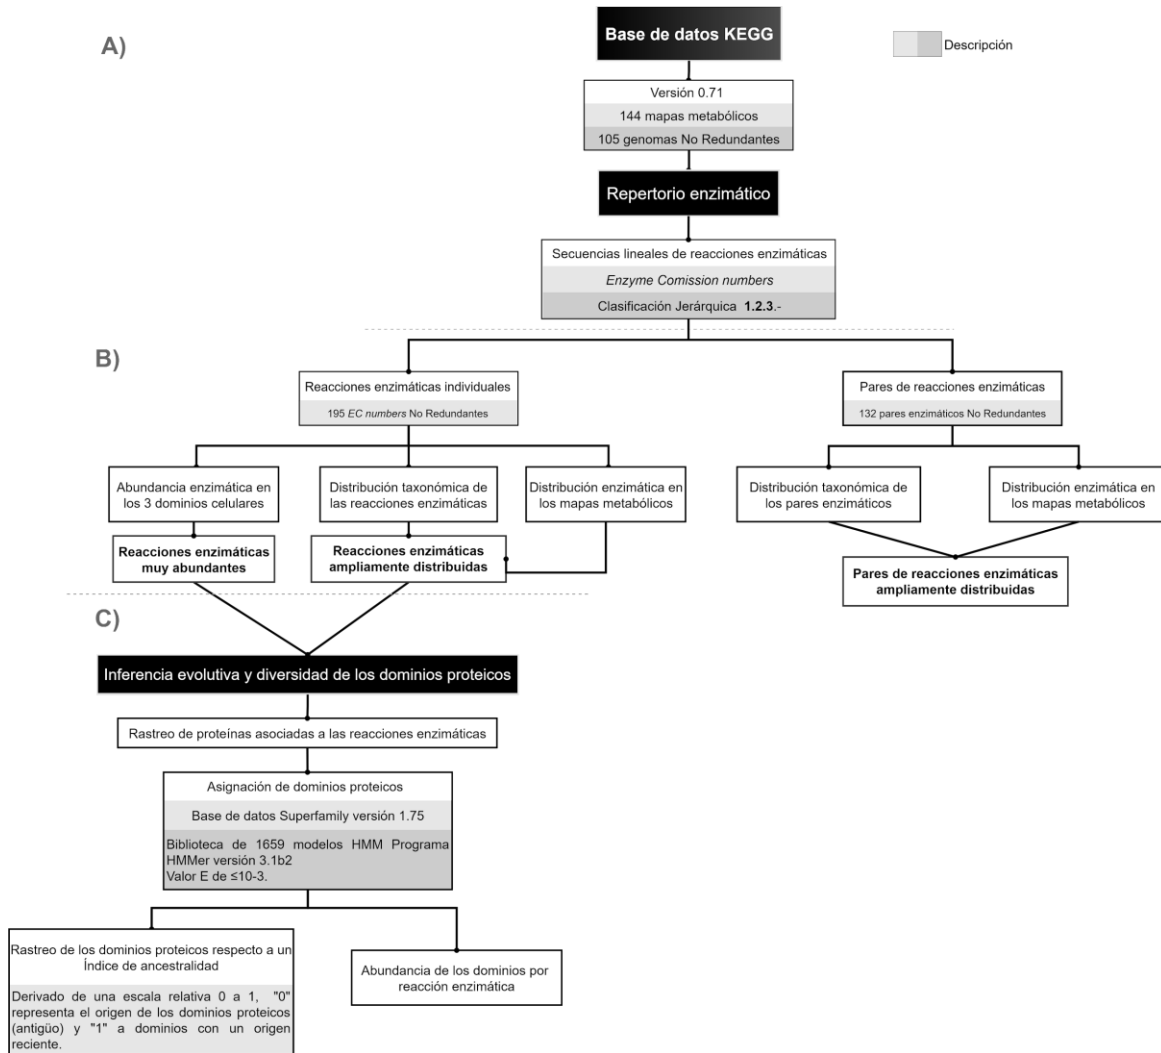 A)
Base de datos KEGG
Descripción
Versión 0.71
144 mapas metabólicos
105 genomas No Redundantes
Repertorio enzimático
Secuencias lineales de reacciones enzimáticas
Enzyme Comission numbers
Clasificación Jerárquica 1.2.3.-
B)
Reacciones enzimáticas individuales
195 EC numbers No Redundantes
Pares de reacciones enzimáticas
132 pares enzimáticos No Redundantes
Abundancia enzimática en
los 3 dominios celulares
Distribución taxonómica de
las reacciones enzimáticas
Distribución enzimática en
los mapas metabólicos
Distribución taxonómica de
los pares enzimáticos
Distribución enzimática en
los mapas metabólicos
Reacciones enzimáticas
muy abundantes
Reacciones enzimáticas
ampliamente distribuidas
Pares de reacciones enzimáticas
ampliamente distribuidas
C)
Inferencia evolutiva y diversidad de los dominios proteicos
Rastreo de proteínas asociadas a las reacciones enzimáticas
Asignación de dominios proteicos
Base de datos Superfamily versión 1.75
Biblioteca de 1659 modelos HMM Programa
HMMer versión 3.1b2
Valor E de ≤10-3.
Rastreo de los dominios proteicos respecto a un
Índice de ancestralidad
Derivado de una escala relativa 0 a 1, "0"
representa el origen de los dominios proteicos
(antigüo) y "1" a dominios con un origen
reciente.
Abundancia de los dominios por
reacción enzimática